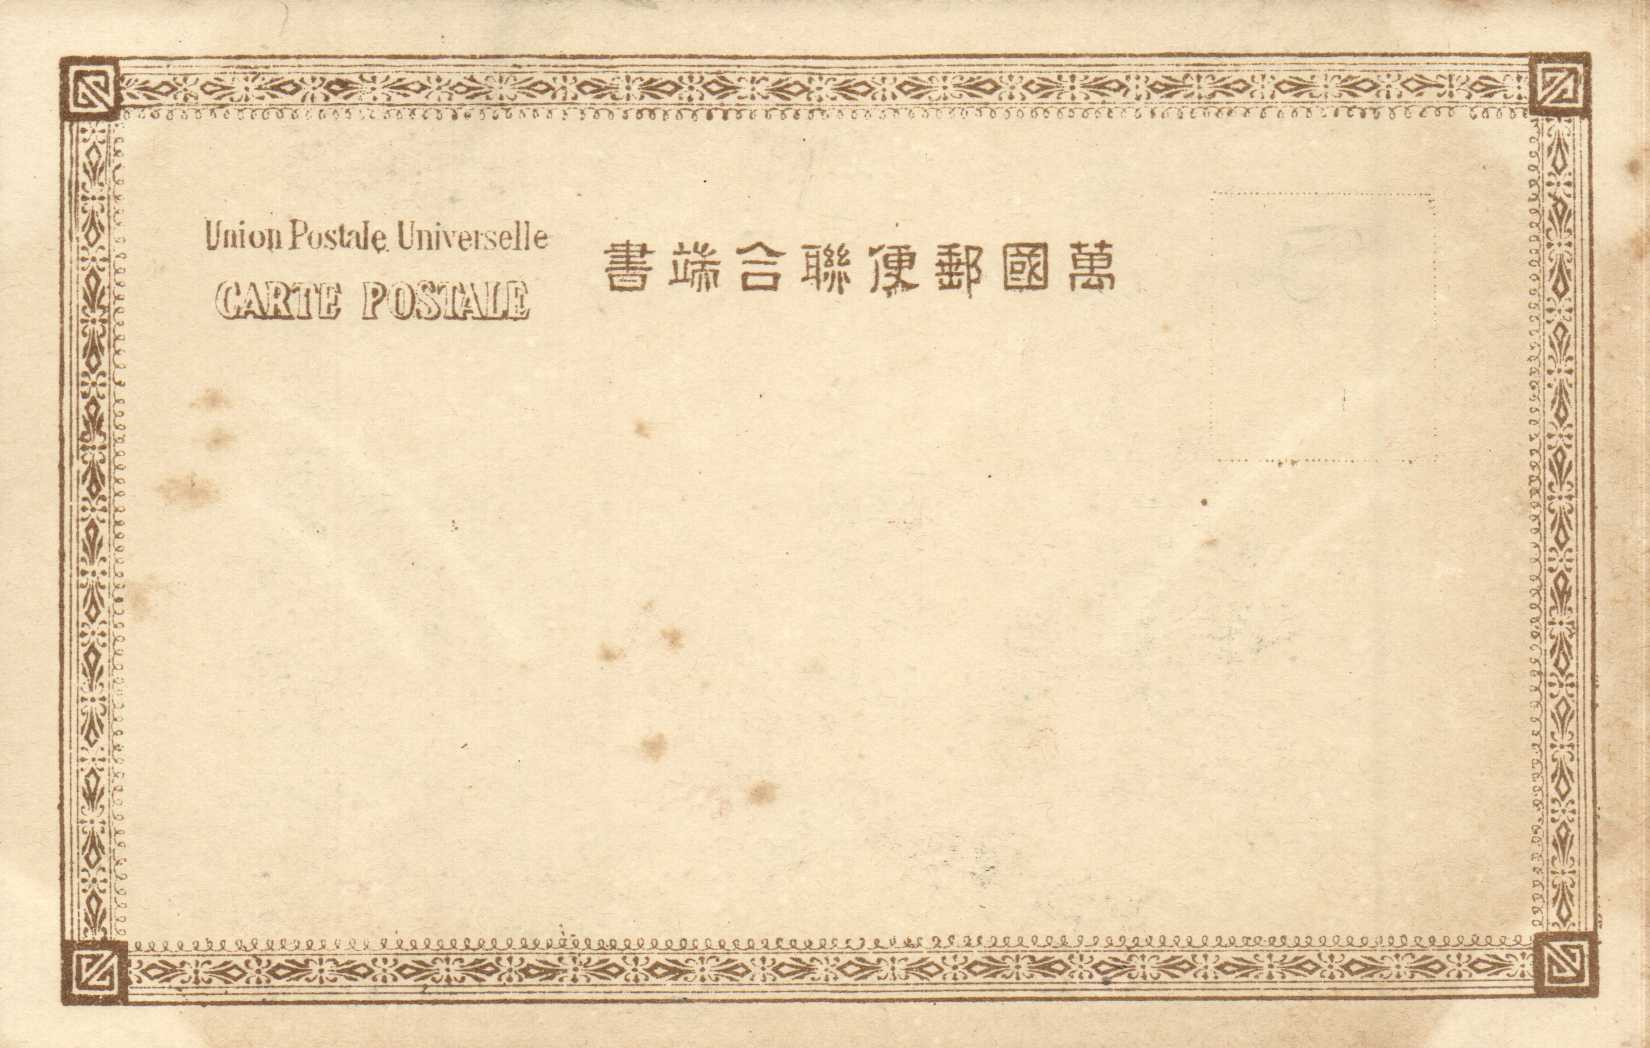 Union Postale Universelle
CARTE POSTALE
萬國郵便聯合端書